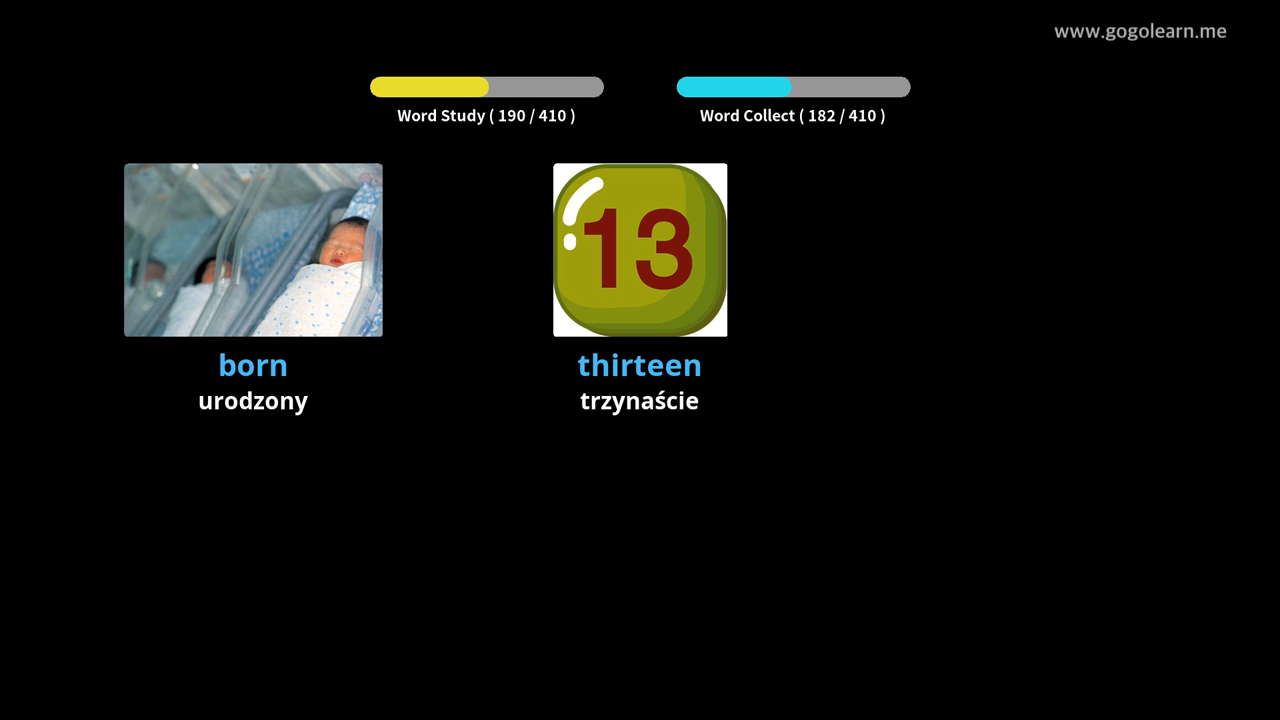 www.gogolearn.me
Word Study ( 190 / 410 )
Word Collect ( 182 / 410 )
13
born
urodzony
thirteen
trzynaście